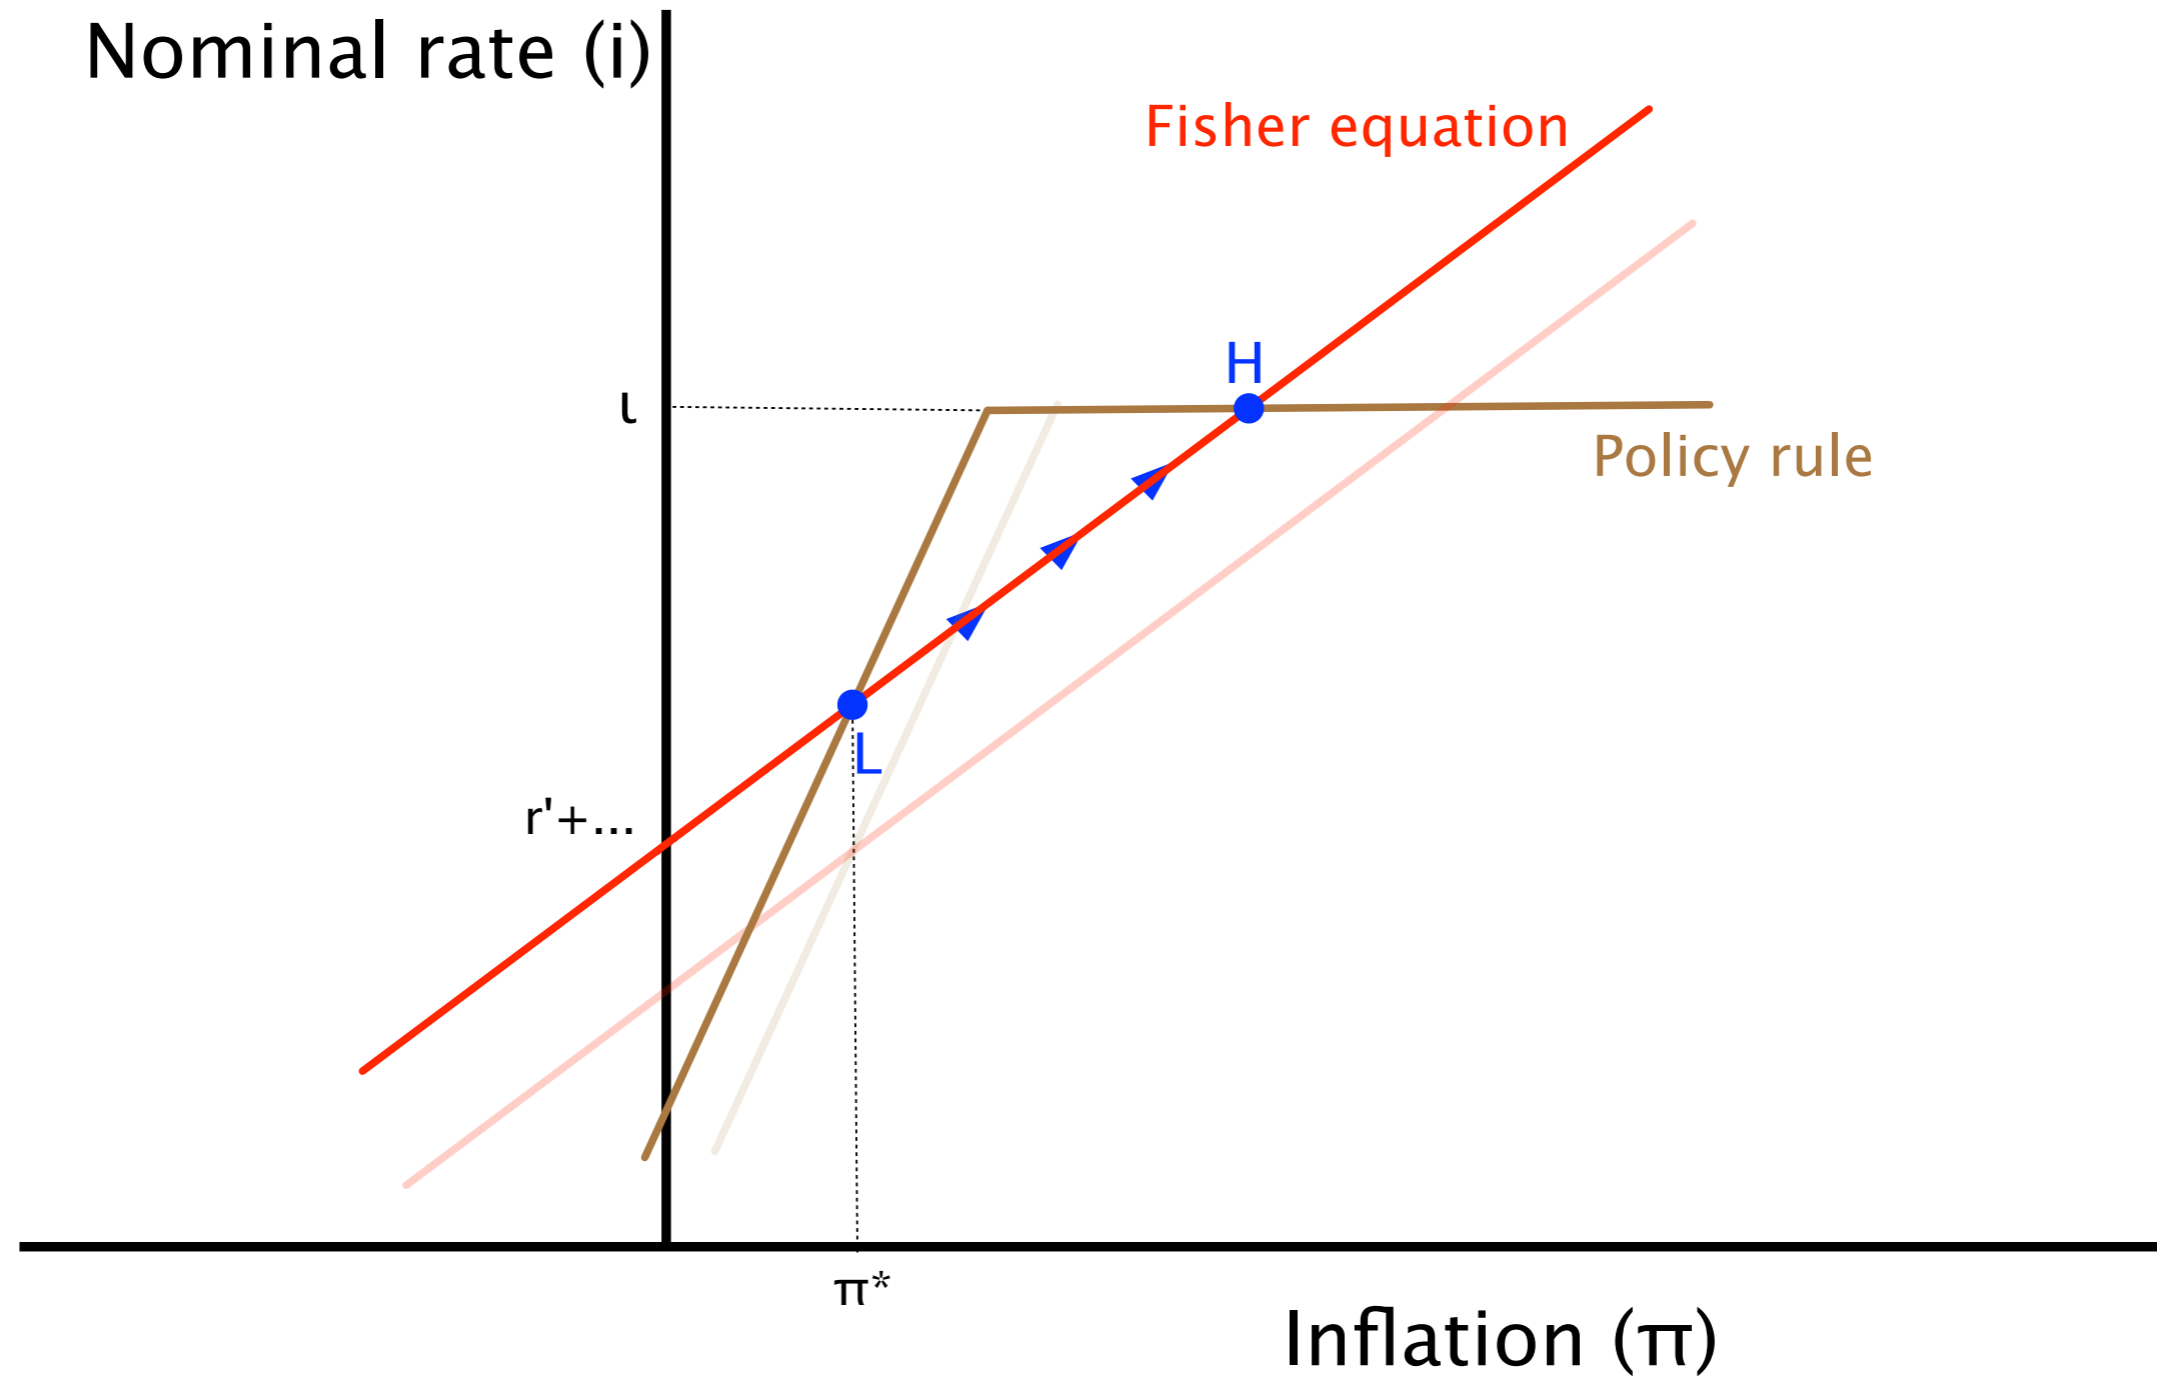 Nominal rate (i)
Fisher equation
H
ι
Policy rule
L
r'+...
π*
Inflation (π)